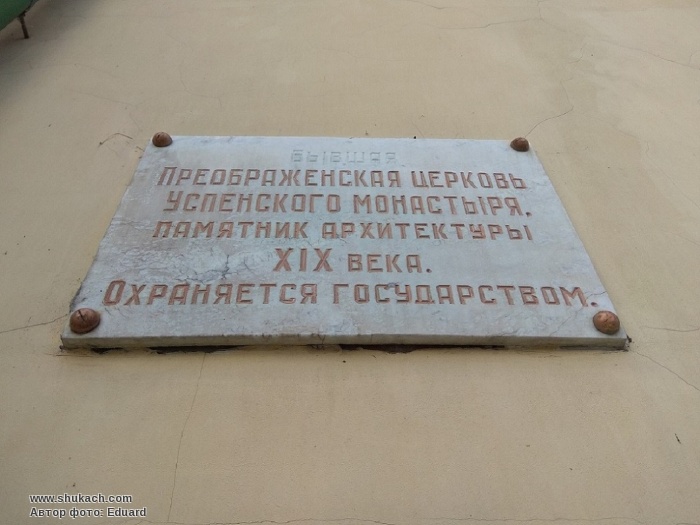 бывшая
Преображенская церковь
Успенского монастыря,
памятник архитектуры
XIX века.
Охраняется государством.
www.shukach.com
Автор фото: Eduard